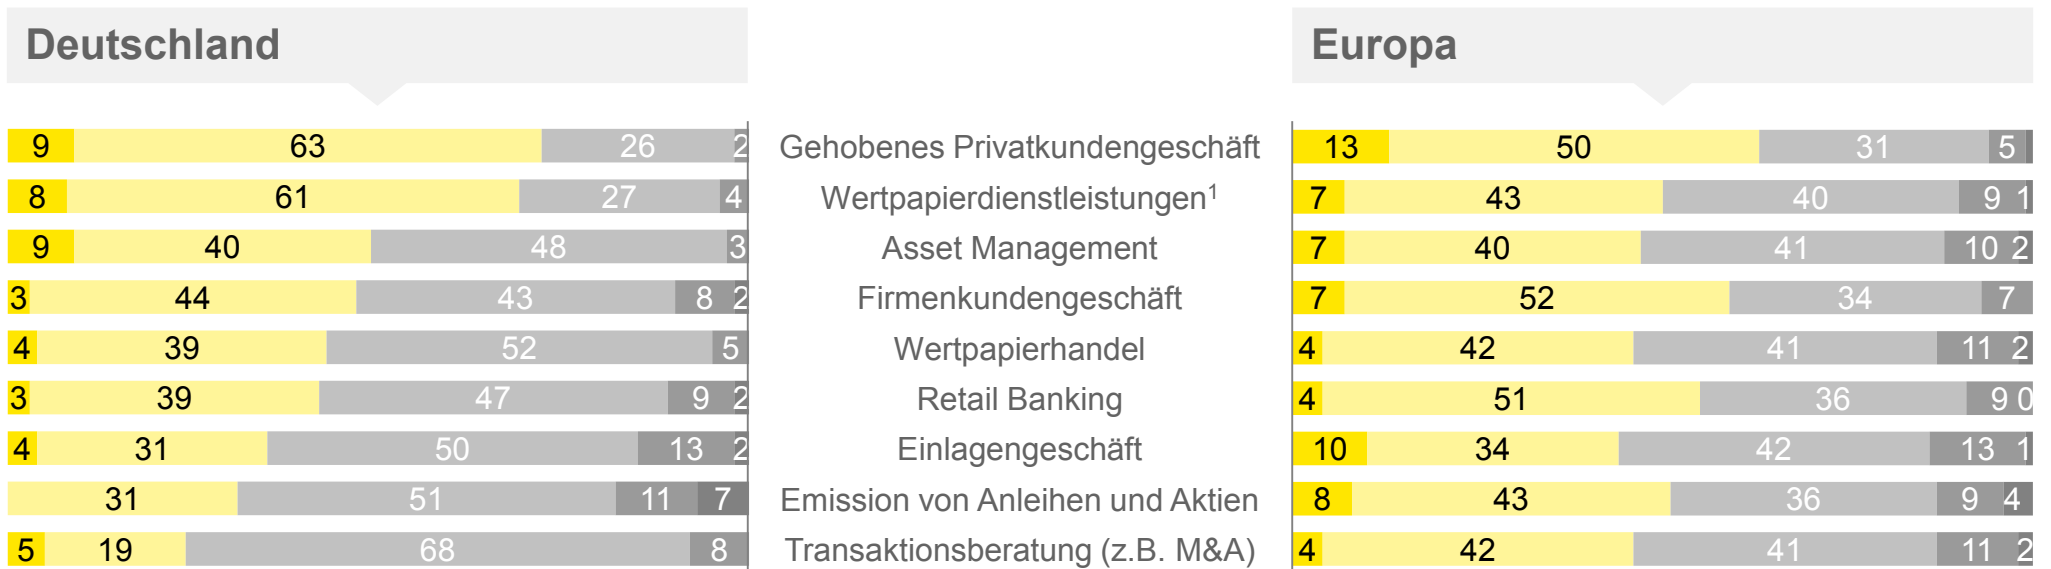 Deutschland Europa
9 63 26 2 Gehobenes Privatkundengeschäft 13 50 31 5
8 61 27 4 Wertpapierdienstleistungen¹ 7 43 40 9 1
9 40 48 3 Asset Management 7 40 41 10 2
3 44 43 8 2 Firmenkundengeschäft 7 52 34 7
4 39 52 5 Wertpapierhandel 4 42 41 11 2
3 39 47 9 2 Retail Banking 4 51 36 9 0
4 31 50 13 2 Einlagengeschäft 10 34 42 13 1
31 51 11 7 Emission von Anleihen und Aktien 8 43 36 9 4
5 19 68 8 Transaktionsberatung (z.B. M&A) 4 42 41 11 2